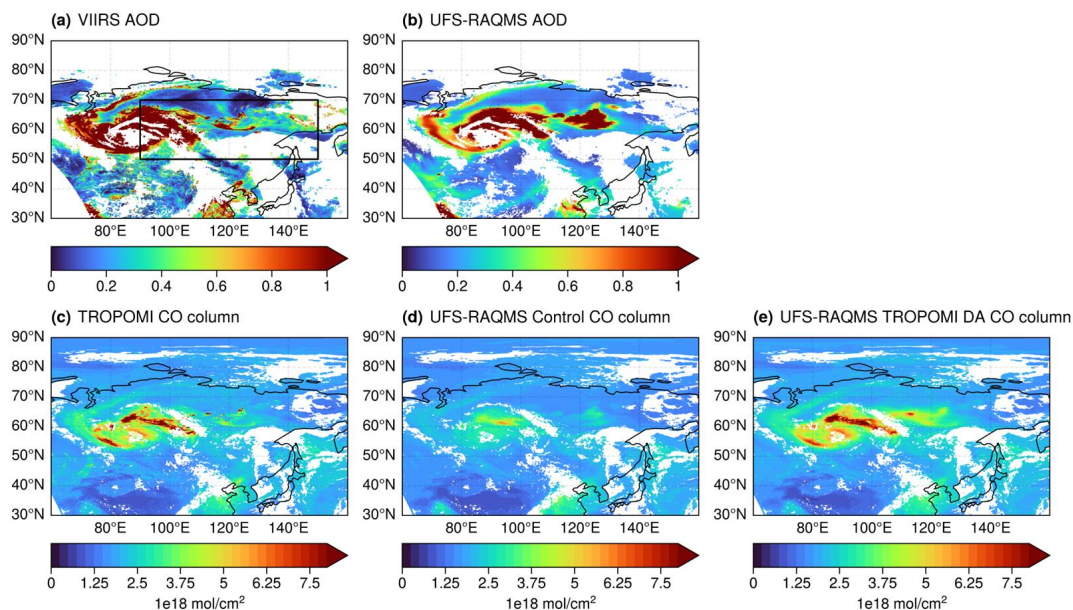 (a) VIIRS AOD
(b) UFS-RAQMS AOD
90°N
80°N
70°N
60°N
50°N
40°N
30°N
80°E 100°E 120°E 140°E
90°N
80°N
70°N
60°N
50°N
40°N
30°N
80°E 100°E 120°E 140°E
0 0.2 0.4 0.6 0.8 1
0 0.2 0.4 0.6 0.8 1
(c) TROPOMI CO column
(d) UFS-RAQMS Control CO column
(e) UFS-RAQMS TROPOMI DA CO column
90°N
80°N
70°N
60°N
50°N
40°N
30°N
80°E 100°E 120°E 140°E
90°N
80°N
70°N
60°N
50°N
40°N
30°N
80°E 100°E 120°E 140°E
90°N
80°N
70°N
60°N
50°N
40°N
30°N
80°E 100°E 120°E 140°E
1.25 2.5 3.75 5 6.25 7.5
1e18 mol/cm²
1.25 2.5 3.75 5 6.25 7.5
1e18 mol/cm²
1.25 2.5 3.75 5 6.25 7.5
1e18 mol/cm²